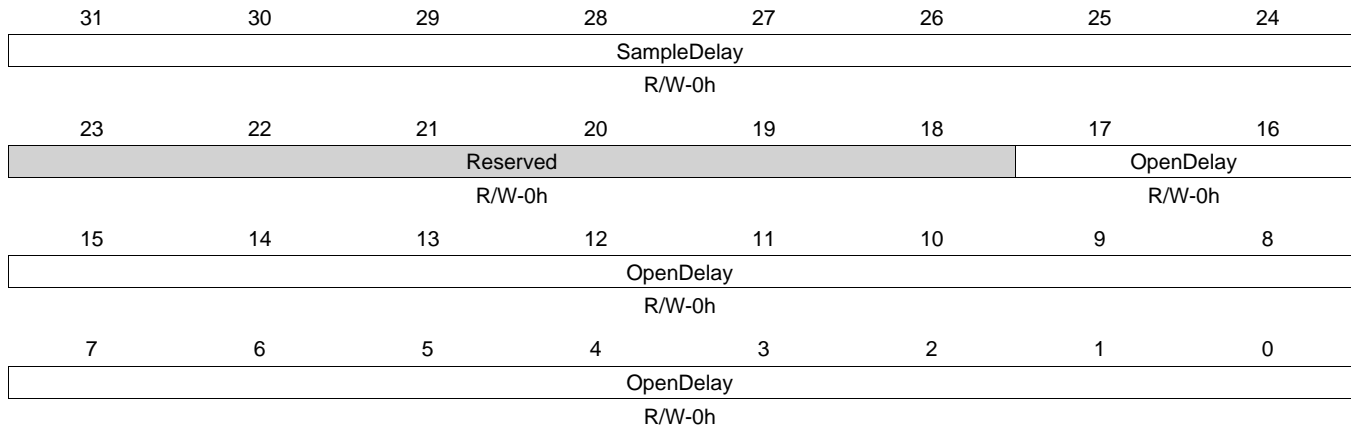 31 30 29 28 27 26 25 24
SampleDelay
R/W-0h
23 22 21 20 19 18 17 16
Reserved OpenDelay
R/W-0h R/W-0h
15 14 13 12 11 10 9 8
OpenDelay
R/W-0h
7 6 5 4 3 2 1 0
OpenDelay
R/W-0h